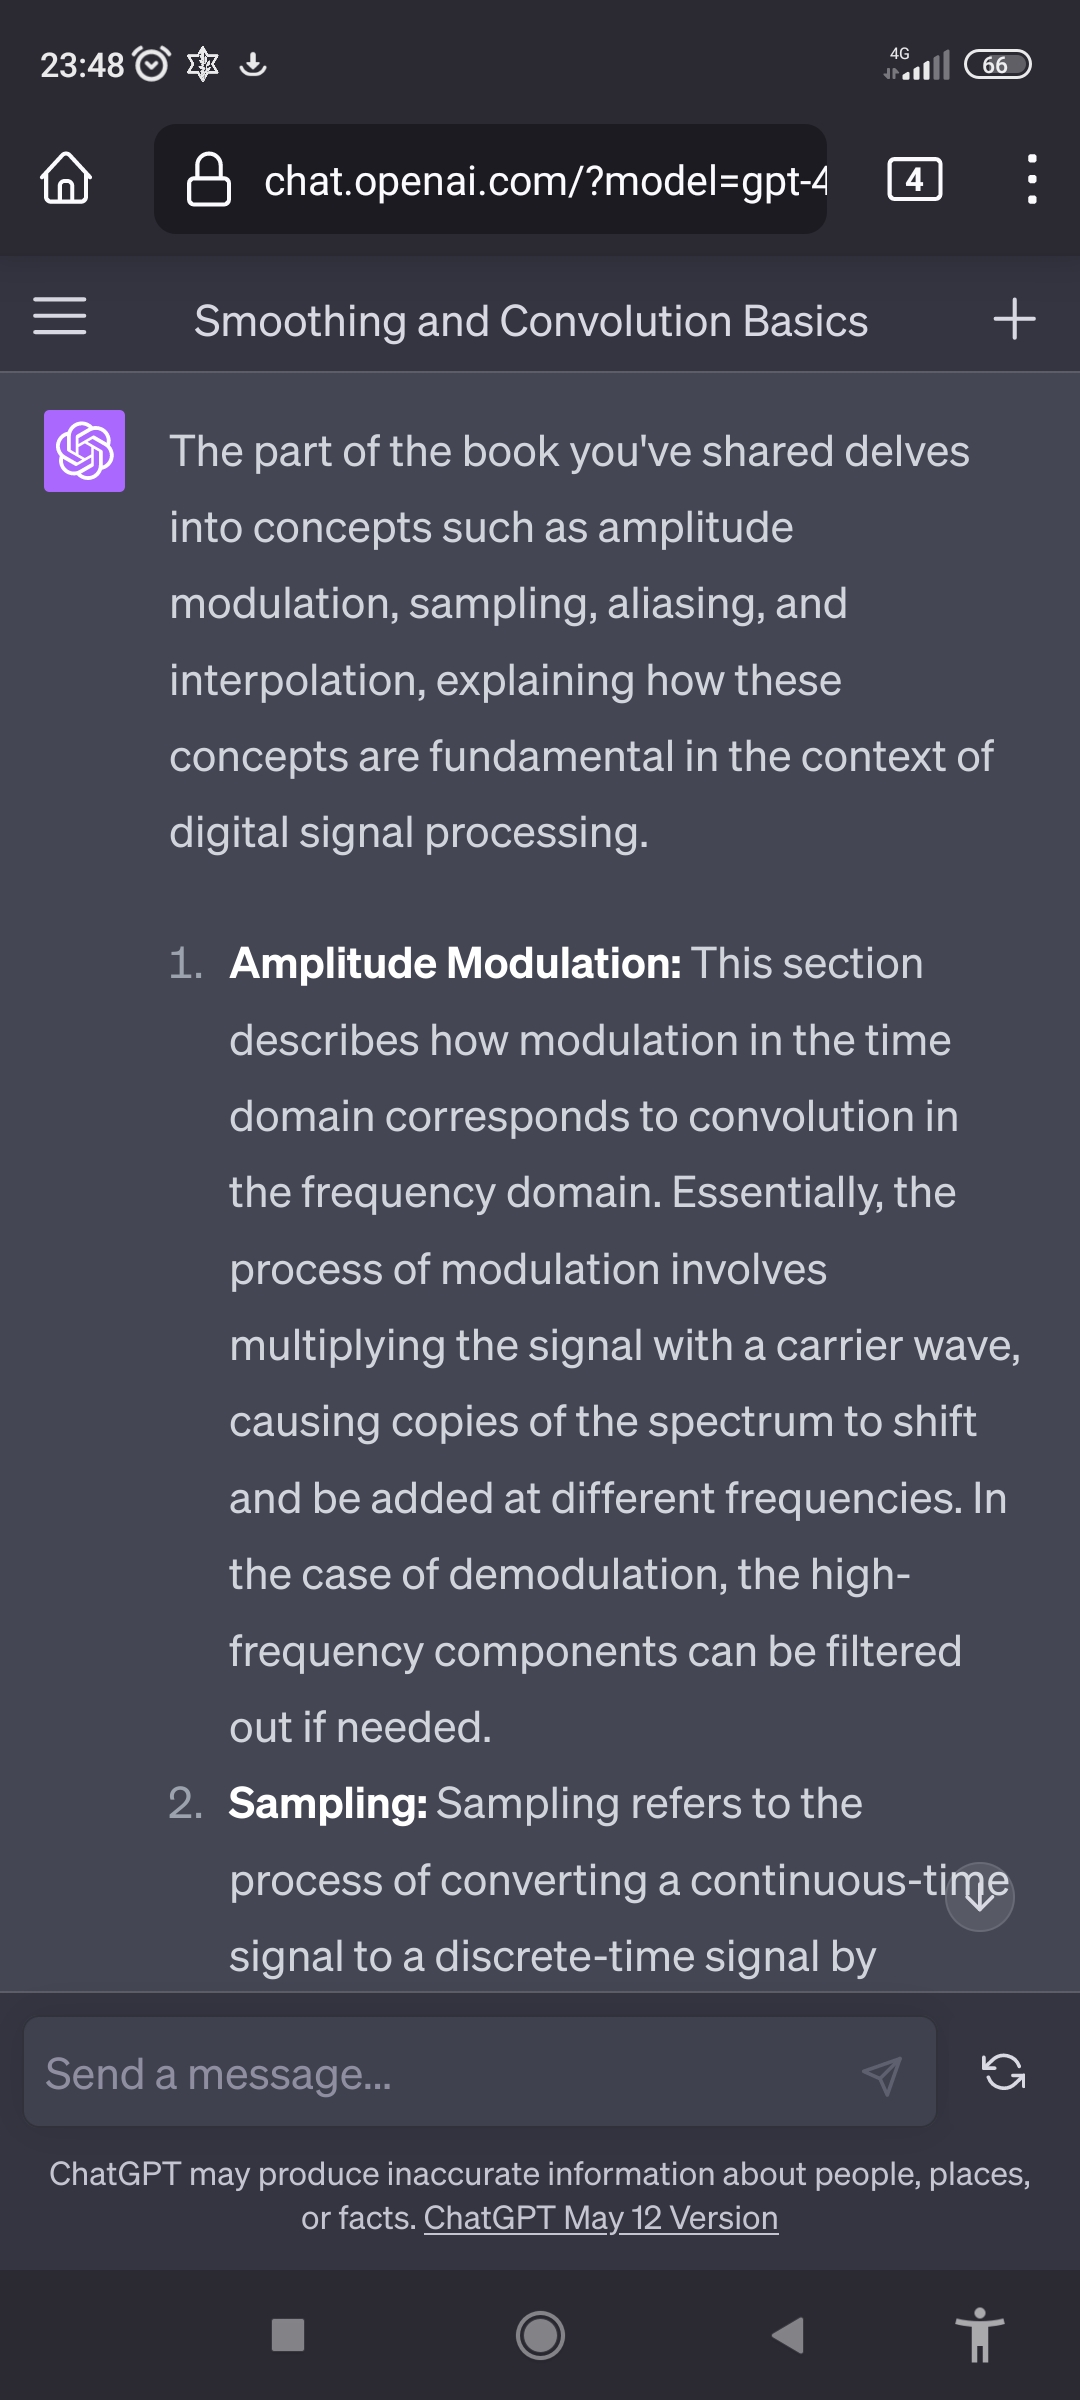 23:48
4G
66
chat.openai.com/?model=gpt-4
4
Smoothing and Convolution Basics
The part of the book you've shared delves
into concepts such as amplitude
modulation, sampling, aliasing, and
interpolation, explaining how these
concepts are fundamental in the context of
digital signal processing.
1. Amplitude Modulation: This section
describes how modulation in the time
domain corresponds to convolution in
the frequency domain. Essentially, the
process of modulation involves
multiplying the signal with a carrier wave,
causing copies of the spectrum to shift
and be added at different frequencies. In
the case of demodulation, the high-
frequency components can be filtered
out if needed.
2. Sampling: Sampling refers to the
process of converting a continuous-time
signal to a discrete-time signal by
Send a message...
ChatGPT may produce inaccurate information about people, places,
or facts. ChatGPT May 12 Version